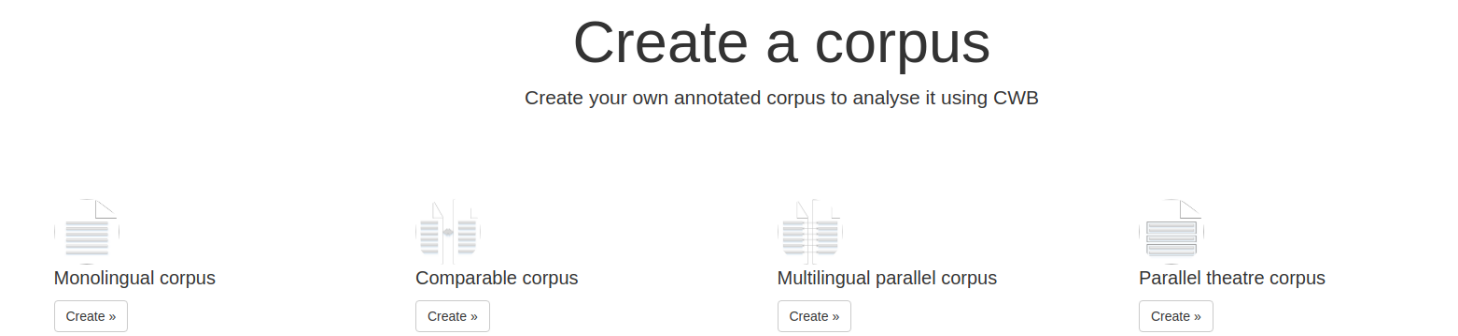 Create a corpus
Create your own annotated corpus to analyse it using CWB
Monolingual corpus
Create »
Comparable corpus
Create »
Multilingual parallel corpus
Create »
Parallel theatre corpus
Create »